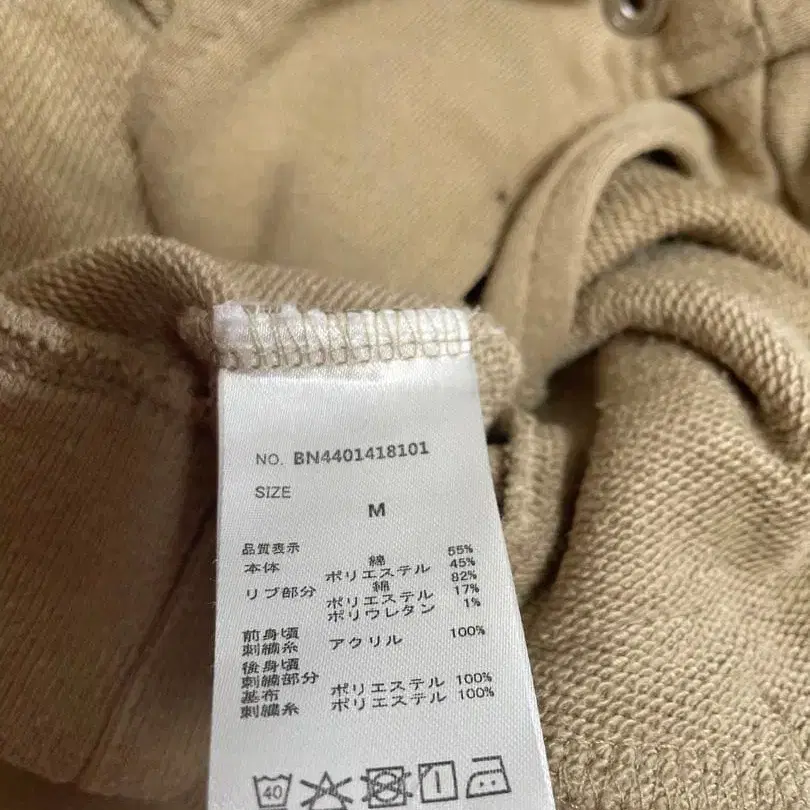 NO. BN4401418101
SIZE
M
品質表示
本体 綿 55%
ポリエステル 45%
リブ部分 綿 82%
ポリエステル 17%
ポリウレタン 1%
前身頃
刺繍糸 アクリル 100%
後身頃
刺繍部分
基布 ポリエステル 100%
刺繍糸 ポリエステル 100%
40